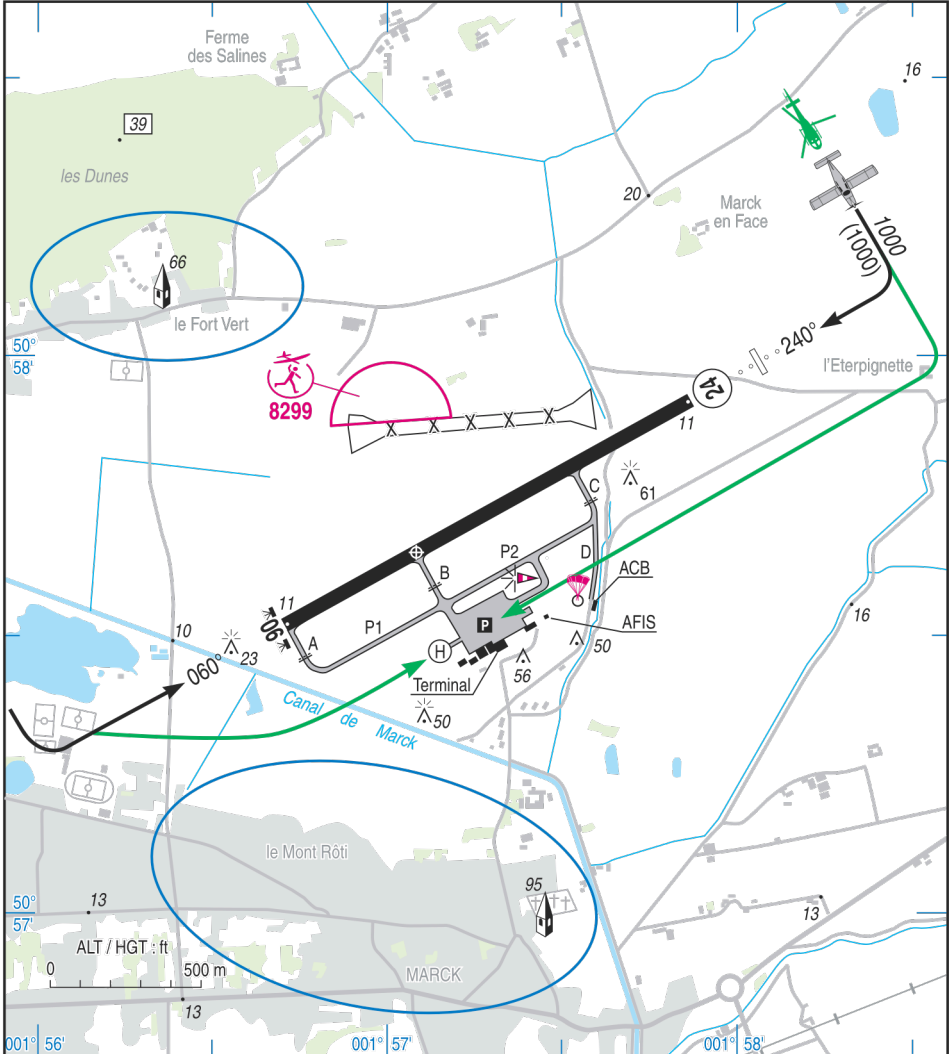 Ferme
des Salines
16
39
les Dunes
20
Marck
en Face
1000
(1000)
66
le Fort Vert
240°
50°
58'
l'Eterpignette
8299
24
11
X X X X X
C
61
P2
D
B
ACB
11
06
P
AFIS
16
A
P1
10
H
50
060°
23
56
Terminal
50
Canal de Marck
le Mont Rôti
95
50°
57'
13
13
ALT / HGT : ft
0 500 m
MARCK
13
001° 56'
001° 57'
001° 58'